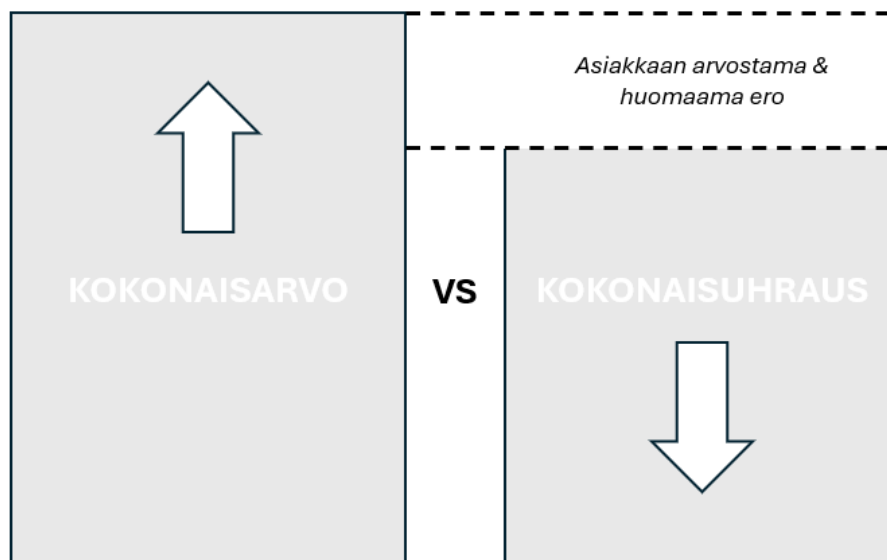 Asiakkaan arvostama &
huomaama ero
KOKONAISARVO
VS
KOKONAISUHRAUS